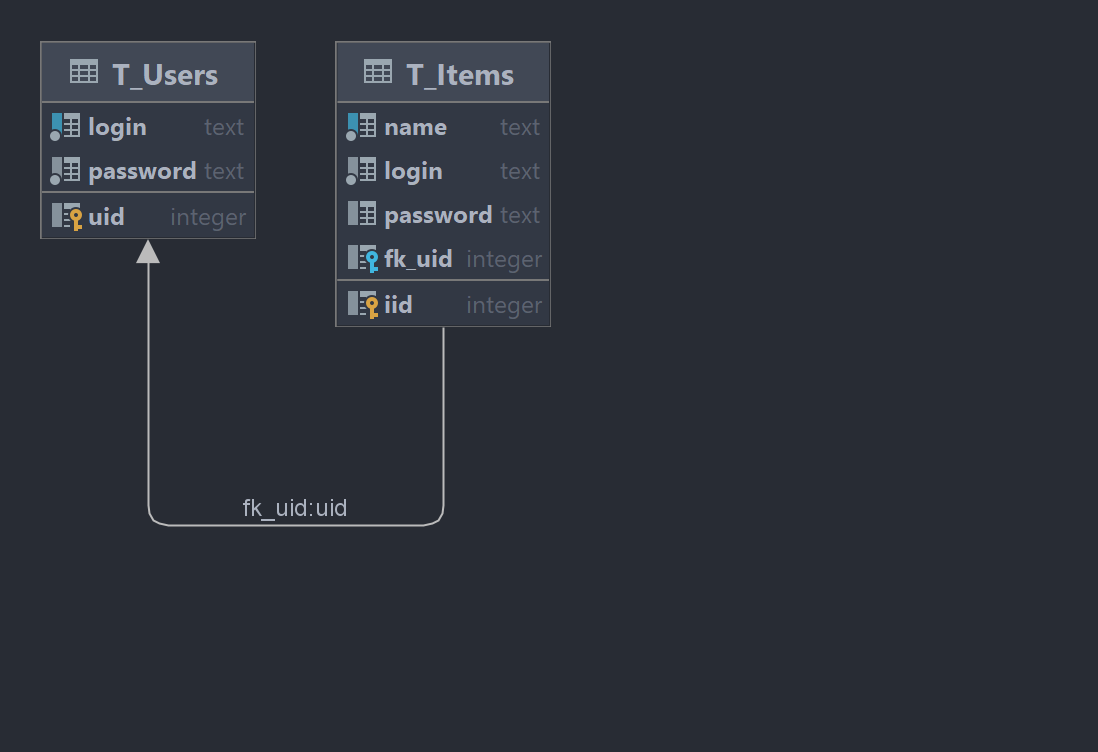 T_Users
login text
password text
uid integer
T_Items
name text
login text
password text
fk_uid integer
iid integer
fk_uid:uid